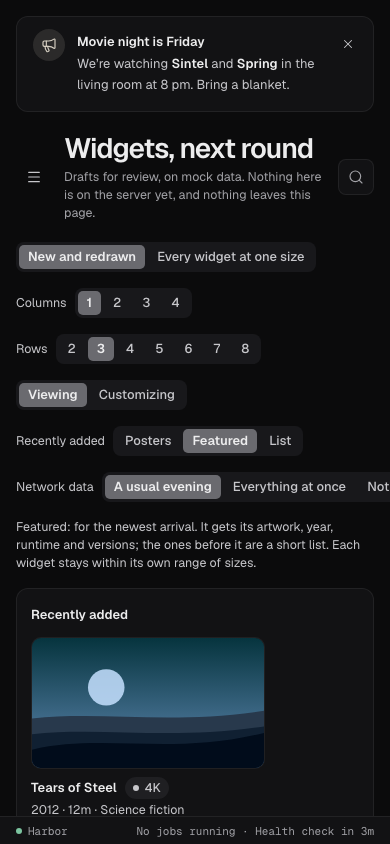 Movie night is Friday
We're watching Sintel and Spring in the
living room at 8 pm. Bring a blanket.
Widgets, next round
Drafts for review, on mock data. Nothing here
is on the server yet, and nothing leaves this
page.
New and redrawn Every widget at one size
Columns 1 2 3 4
Rows 2 3 4 5 6 7 8
Viewing Customizing
Recently added Posters Featured List
Network data A usual evening Everything at once Not
Featured: for the newest arrival. It gets its artwork, year,
runtime and versions; the ones before it are a short list. Each
widget stays within its own range of sizes.
Recently added
Tears of Steel 4K
2012 · 12m · Science fiction
Harbor No jobs running · Health check in 3m